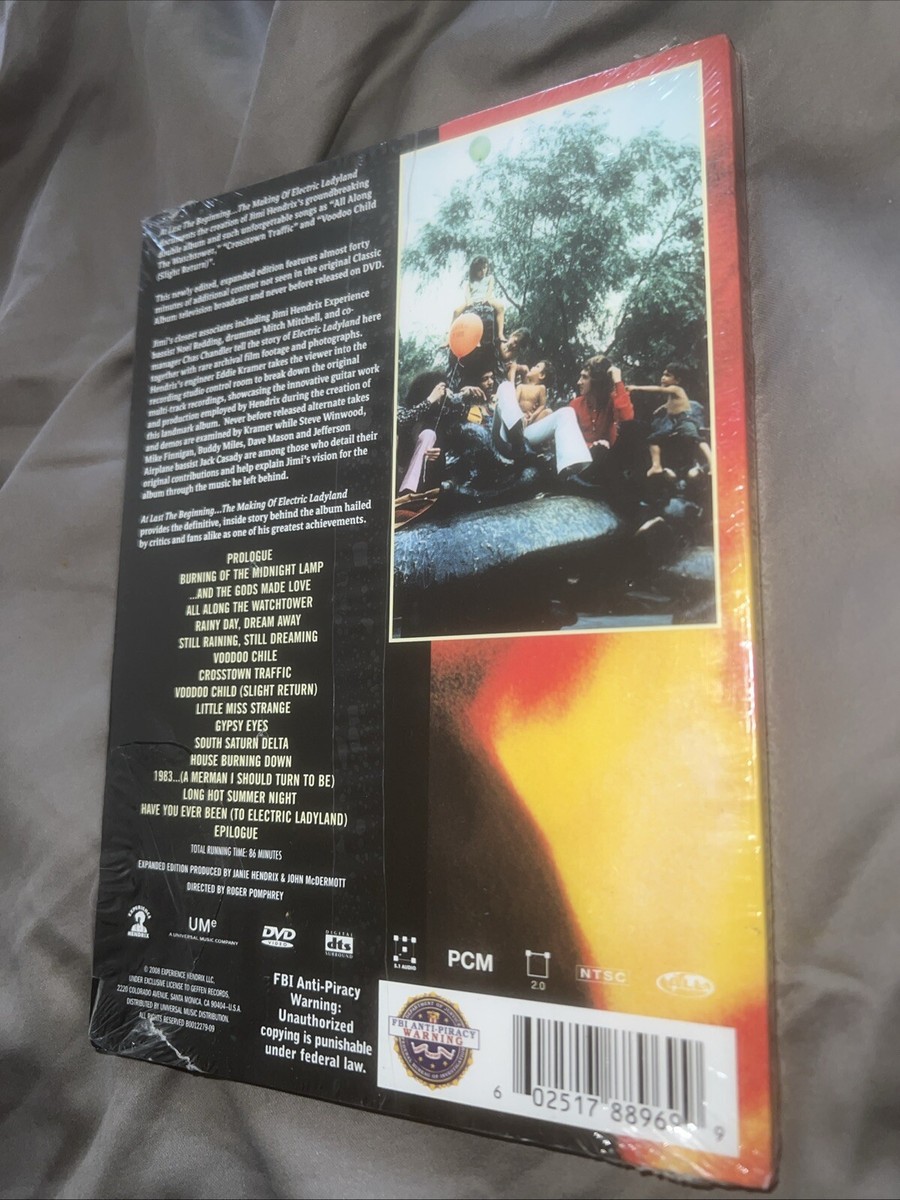 At Last The Beginning...The Making Of Electric Ladyland
documents the creation of Jimi Hendrix's groundbreaking
double album and such unforgettable songs as "All Along
The Watchtower," "Crosstown Traffic" and "Voodoo Child
(Slight Return)".
This newly edited, expanded edition features almost forty
minutes of additional content not seen in the original Classic
Album television broadcast and never before released on DVD.
Jimi's closest associates including Jimi Hendrix Experience
bassist Noel Redding, drummer Mitch Mitchell, and co-
manager Chas Chandler tell the story of Electric Ladyland here
together with rare archival film footage and photographs.
Hendrix's engineer Eddie Kramer takes the viewer into the
recording studio control room to break down the original
multi-track recordings, showcasing the innovative guitar work
and production employed by Hendrix during the creation of
this landmark album. Never before released alternate takes
and demos are examined by Kramer while Steve Winwood,
Mike Finnigan, Buddy Miles, Dave Mason and Jefferson
Airplane bassist Jack Casady are among those who detail their
original contributions and help explain Jimi's vision for the
album through the music he left behind.
At Last The Beginning...The Making Of Electric Ladyland
provides the definitive, inside story behind the album hailed
by critics and fans alike as one of his greatest achievements.
PROLOGUE
BURNING OF THE MIDNIGHT LAMP
...AND THE GODS MADE LOVE
ALL ALONG THE WATCHTOWER
RAINY DAY, DREAM AWAY
STILL RAINING, STILL DREAMING
VOODOO CHILE
CROSSTOWN TRAFFIC
VOODOO CHILD (SLIGHT RETURN)
LITTLE MISS STRANGE
GYPSY EYES
SOUTH SATURN DELTA
HOUSE BURNING DOWN
1983...(A MERMAN I SHOULD TURN TO BE)
LONG HOT SUMMER NIGHT
HAVE YOU EVER BEEN (TO ELECTRIC LADYLAND)
EPILOGUE
TOTAL RUNNING TIME: 86 MINUTES
EXPANDED EDITION PRODUCED BY JANIE HENDRIX & JOHN McDERMOTT
DIRECTED BY ROGER POMPHREY
EXPERIENCE HENDRIX
UMe
A UNIVERSAL MUSIC COMPANY
DVD VIDEO
DIGITAL dts SURROUND
5.1 AUDIO
PCM
2.0
NTSC
© 2008 EXPERIENCE HENDRIX LLC,
UNDER EXCLUSIVE LICENSE TO GEFFEN RECORDS,
2220 COLORADO AVENUE, SANTA MONICA, CA 90404–U.S.A.
DISTRIBUTED BY UNIVERSAL MUSIC DISTRIBUTION.
ALL RIGHTS RESERVED B0012279-09
FBI Anti-Piracy
Warning:
Unauthorized
copying is punishable
under federal law.
FBI ANTI-PIRACY
WARNING
6 02517 8896 9